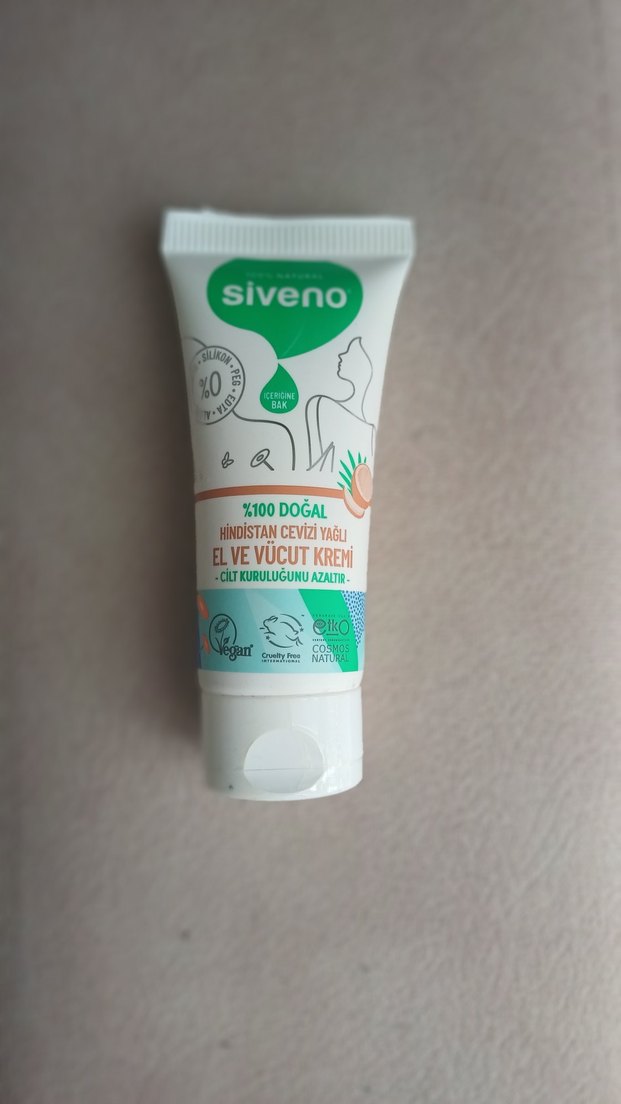 100% NATURAL
siveno
%0
SİLİKON • PEG • EDTA •
İÇERİĞİNE
BAK
%100 DOĞAL
HİNDİSTAN CEVİZİ YAĞLI
EL VE VÜCUT KREMİ
- CİLT KURULUĞUNU AZALTIR -
Vegan
Cruelty Free
INTERNATIONAL
etko
COSMOS
NATURAL